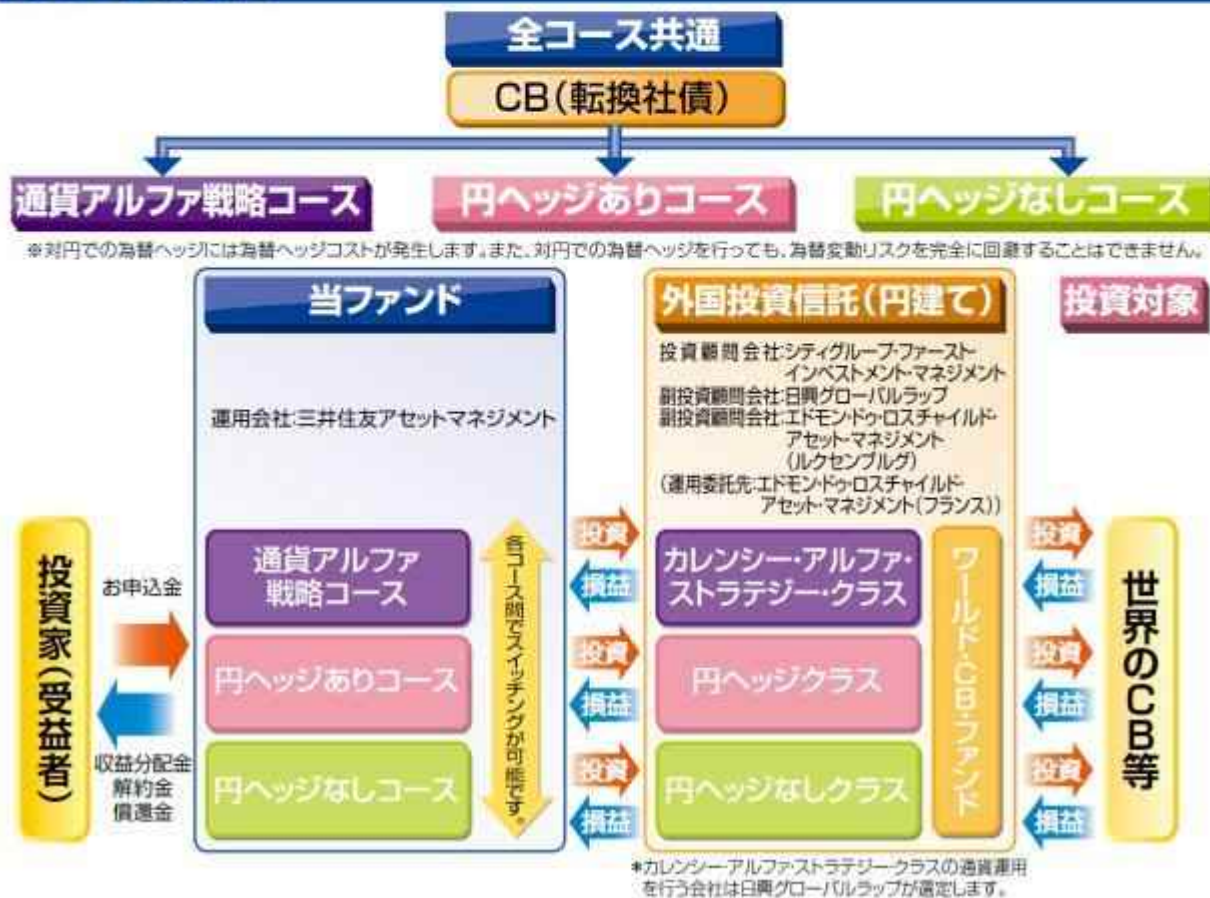 全コース共通
CB(転換社債)
通貨アルファ戦略コース
円ヘッジありコース
円ヘッジなしコース
※対円での為替ヘッジには為替ヘッジコストが発生します。また、対円での為替ヘッジを行っても、為替変動リスクを完全に回避することはできません。
当ファンド
運用会社:三井住友アセットマネジメント
外国投資信託(円建て)
投資顧問会社:シティグループ・ファースト・
インベストメント・マネジメント
副投資顧問会社:日興グローバルラップ
副投資顧問会社:エドモン・ドゥ・ロスチャイルド・
アセット・マネジメント
(ルクセンブルグ)
(運用委託先:エドモン・ドゥ・ロスチャイルド・
アセット・マネジメント(フランス))
投資対象
投資家(受益者)
お申込金
収益分配金
解約金
償還金
通貨アルファ
戦略コース
円ヘッジありコース
円ヘッジなしコース
各コース間でスイッチングが可能です。
投資
損益
投資
損益
投資
損益
カレンシー・アルファ・
ストラテジー・クラス
円ヘッジクラス
円ヘッジなしクラス
ワールド・CB・ファンド
投資
損益
投資
損益
投資
損益
世界のCB等
*カレンシー・アルファ・ストラテジー・クラスの通貨運用
を行う会社は日興グローバルラップが選定します。